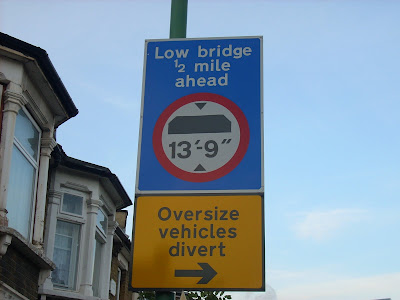 Low bridge
½ mile
ahead
13'-9"
Oversize
vehicles
divert